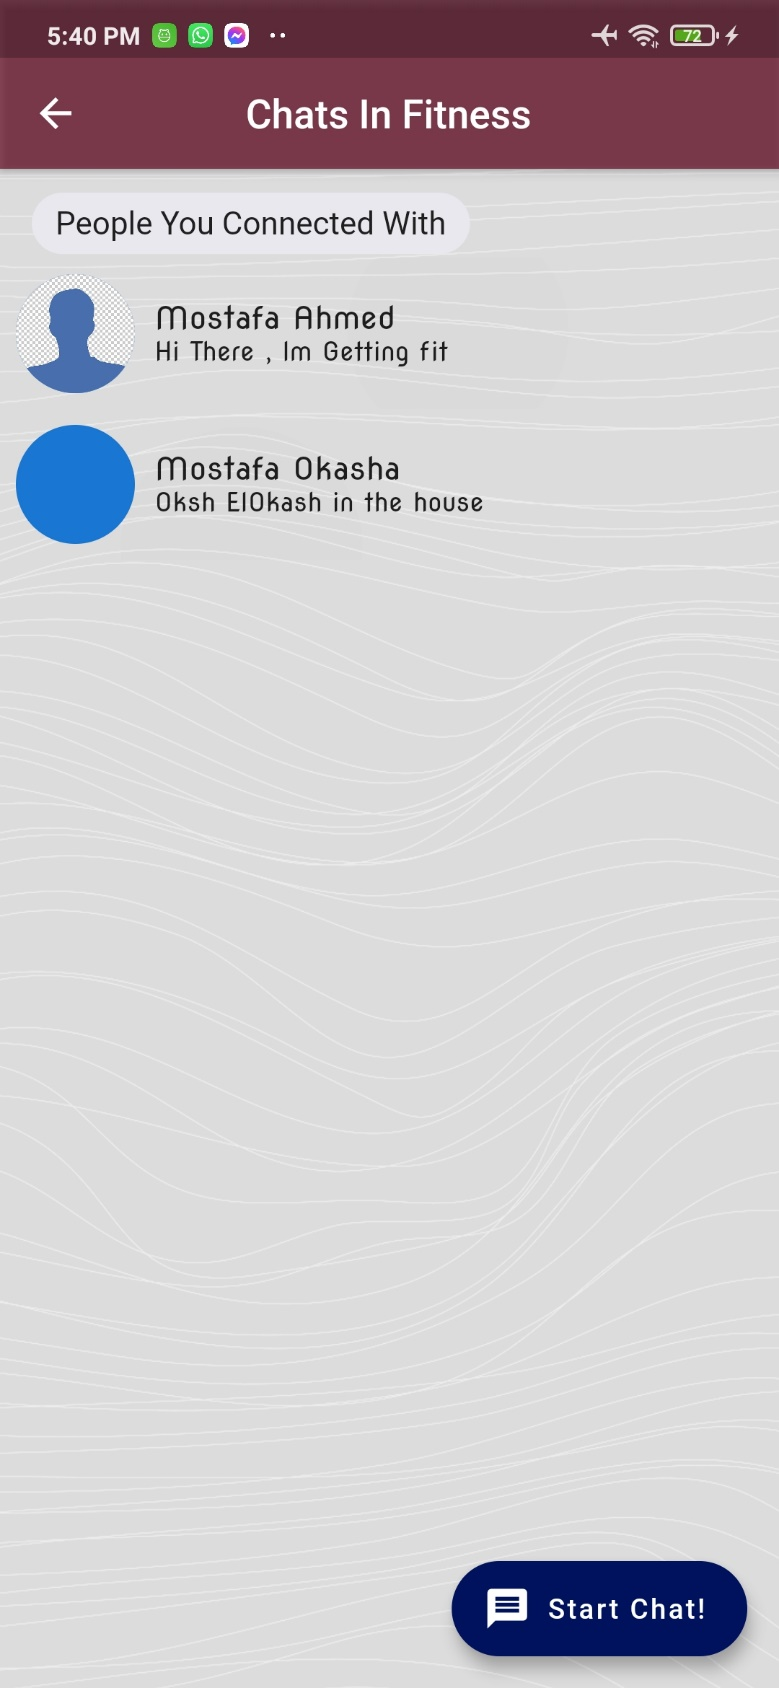 5:40 PM
72
Chats In Fitness
People You Connected With
Mostafa Ahmed
Hi There , Im Getting fit
Mostafa Okasha
Oksh ElOkash in the house
Start Chat!